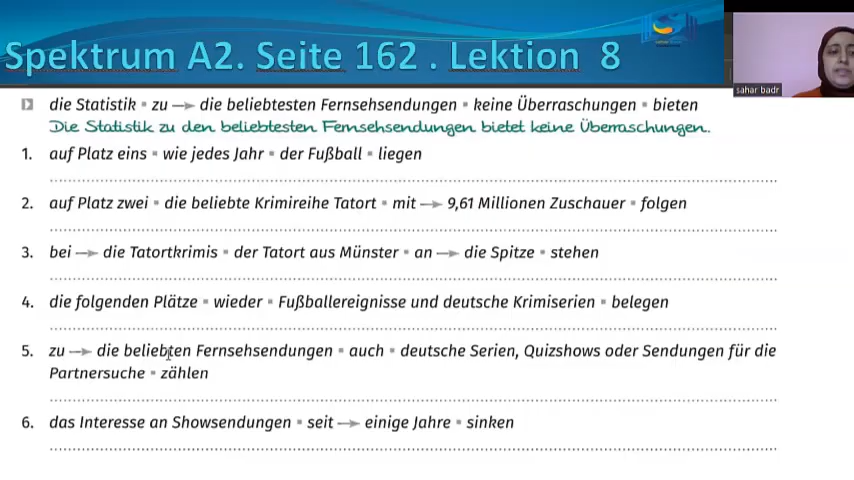 Spektrum A2. Seite 162 . Lektion 8
sahar badr
die Statistik ▪ zu → die beliebtesten Fernsehsendungen ▪ keine Überraschungen ▪ bieten
Die Statistik zu den beliebtesten Fernsehsendungen bietet keine Überraschungen.
1. auf Platz eins ▪ wie jedes Jahr ▪ der Fußball ▪ liegen
2. auf Platz zwei ▪ die beliebte Krimireihe Tatort ▪ mit → 9,61 Millionen Zuschauer ▪ folgen
3. bei → die Tatortkrimis ▪ der Tatort aus Münster ▪ an → die Spitze ▪ stehen
4. die folgenden Plätze ▪ wieder ▪ Fußballereignisse und deutsche Krimiserien ▪ belegen
5. zu → die beliebten Fernsehsendungen ▪ auch ▪ deutsche Serien, Quizshows oder Sendungen für die
Partnersuche ▪ zählen
6. das Interesse an Showsendungen ▪ seit → einige Jahre ▪ sinken